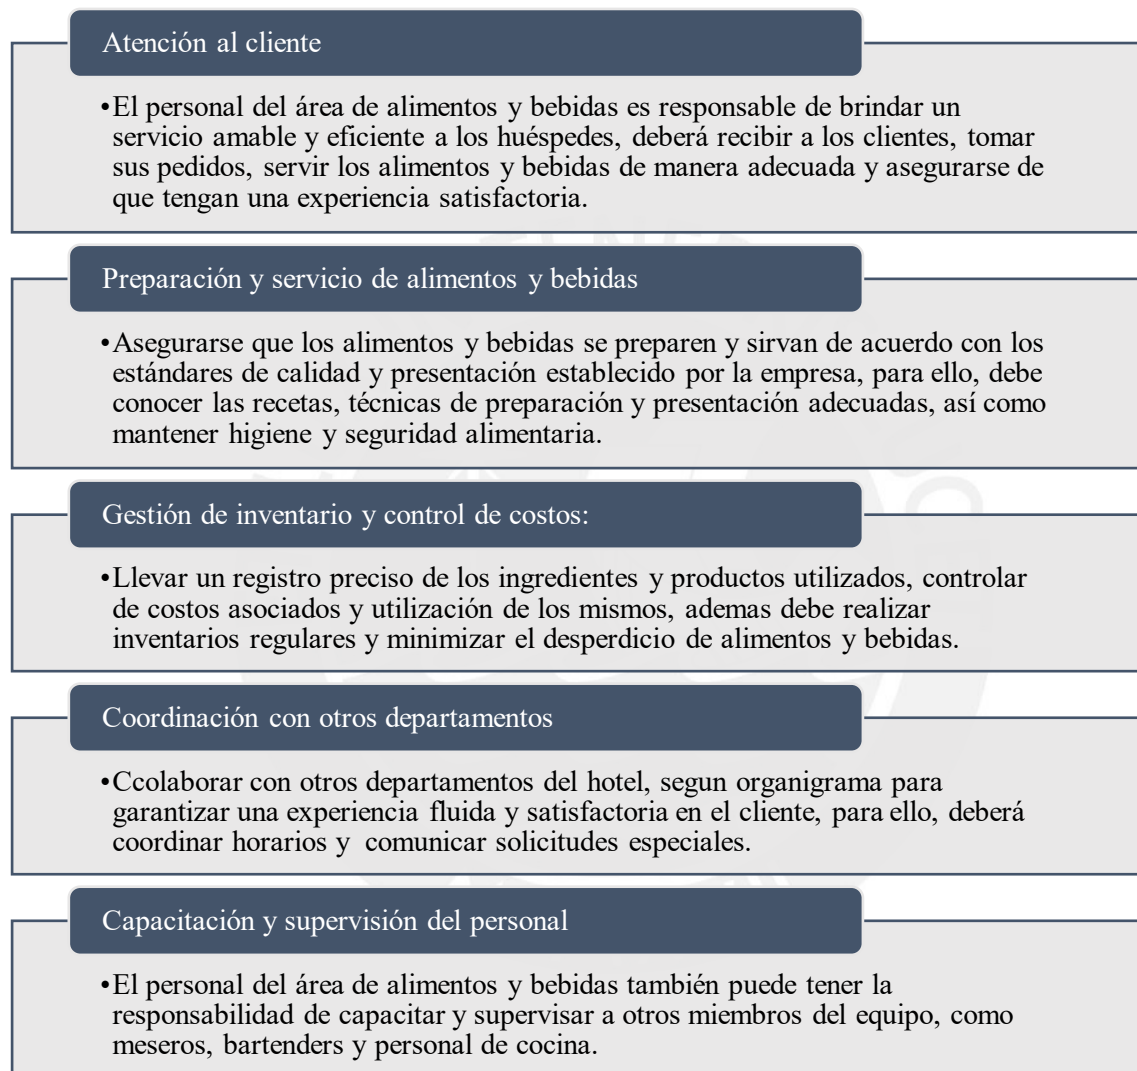 Atención al cliente
•El personal del área de alimentos y bebidas es responsable de brindar un
servicio amable y eficiente a los huéspedes, deberá recibir a los clientes, tomar
sus pedidos, servir los alimentos y bebidas de manera adecuada y asegurarse de
que tengan una experiencia satisfactoria.
Preparación y servicio de alimentos y bebidas
•Asegurarse que los alimentos y bebidas se preparen y sirvan de acuerdo con los
estándares de calidad y presentación establecido por la empresa, para ello, debe
conocer las recetas, técnicas de preparación y presentación adecuadas, así como
mantener higiene y seguridad alimentaria.
Gestión de inventario y control de costos:
•Llevar un registro preciso de los ingredientes y productos utilizados, controlar
de costos asociados y utilización de los mismos, ademas debe realizar
inventarios regulares y minimizar el desperdicio de alimentos y bebidas.
Coordinación con otros departamentos
•Ccolaborar con otros departamentos del hotel, segun organigrama para
garantizar una experiencia fluida y satisfactoria en el cliente, para ello, deberá
coordinar horarios y comunicar solicitudes especiales.
Capacitación y supervisión del personal
•El personal del área de alimentos y bebidas también puede tener la
responsabilidad de capacitar y supervisar a otros miembros del equipo, como
meseros, bartenders y personal de cocina.